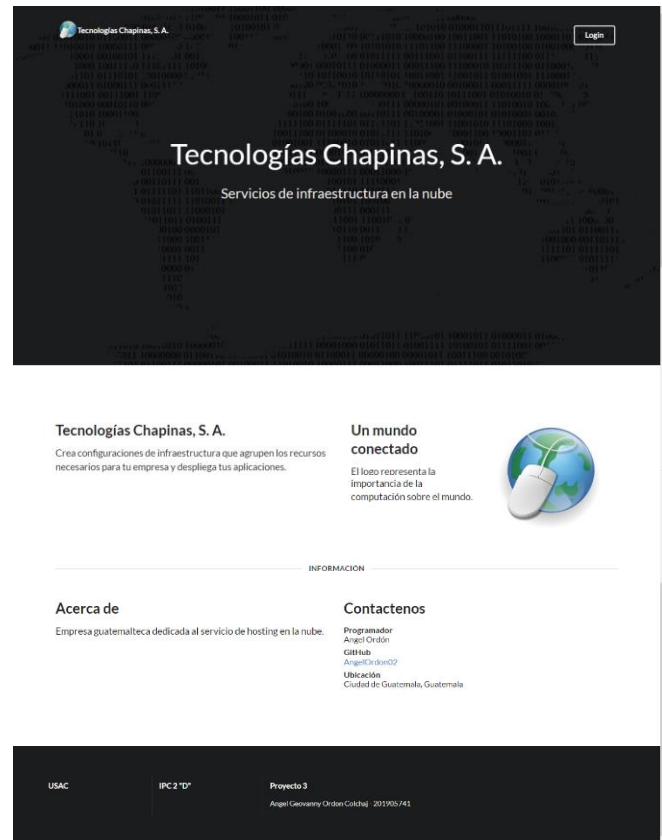 Tecnologías Chapinas, S. A.
Login
Tecnologías Chapinas, S. A.
Servicios de infraestructura en la nube
Tecnologías Chapinas, S. A.
Crea configuraciones de infraestructura que agrupen los recursos
necesarios para tu empresa y despliega tus aplicaciones.
Un mundo
conectado
El logo representa la
importancia de la
computación sobre el mundo.
INFORMACION
Acerca de
Empresa guatemalteca dedicada al servicio de hosting en la nube.
Contactenos
Programador
Angel Ordón
GitHub
AngelOrdon02
Ubicación
Ciudad de Guatemala, Guatemala
USAC
IPC 2 "D"
Proyecto 3
Angel Geovanny Ordon Colchaj - 201905741